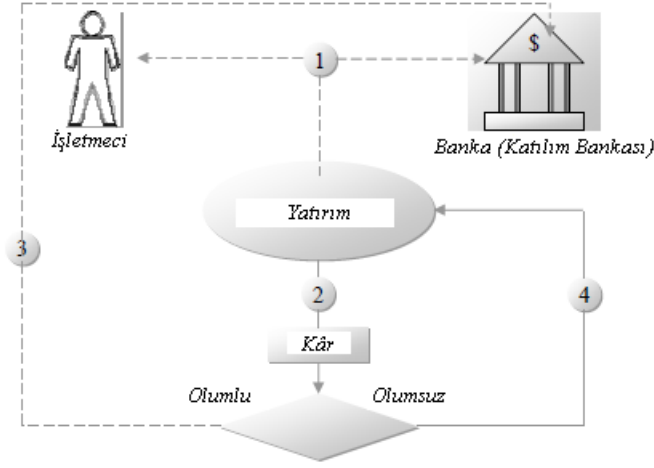 $
1
İşletmeci
Banka (Katılım Bankası)
Yatırım
3
2
4
Kâr
Olumlu
Olumsuz